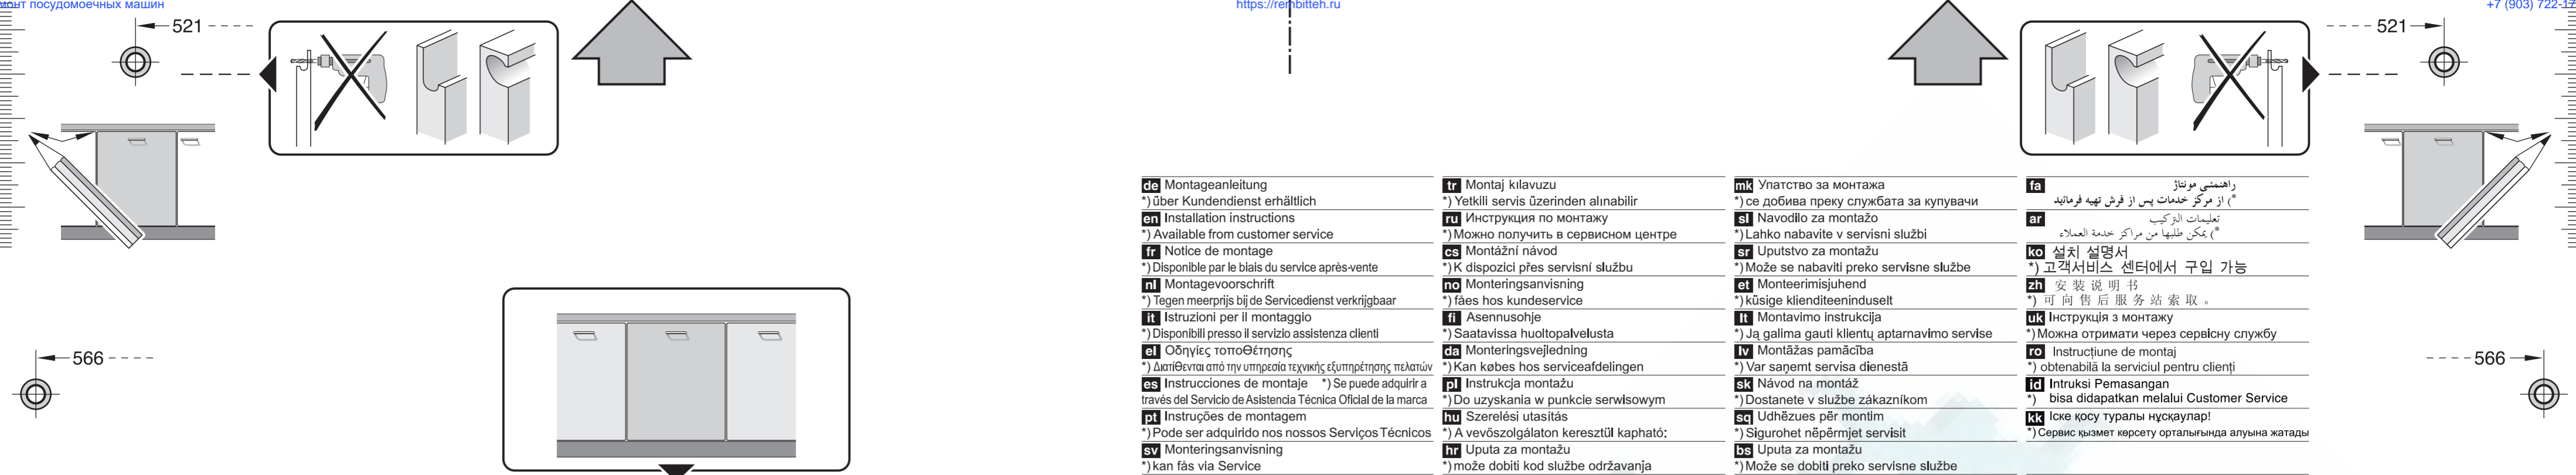 монт посудомоечных машин
https://rembitteh.ru
+7 (903) 722-17
521
521
566
566
de Montageanleitung
*) über Kundendienst erhältlich
en Installation instructions
*) Available from customer service
fr Notice de montage
*) Disponible par le biais du service après-vente
nl Montagevoorschrift
*) Tegen meerprijs bij de Servicedienst verkrijgbaar
it Istruzioni per il montaggio
*) Disponibili presso il servizio assistenza clienti
el Οδηγίες τοποθέτησης
*) Διατίθενται από την υπηρεσία τεχνικής εξυπηρέτησης πελατών
es Instrucciones de montaje *) Se puede adquirir a
través del Servicio de Asistencia Técnica Oficial de la marca
pt Instruções de montagem
*) Pode ser adquirido nos nossos Serviços Técnicos
sv Monteringsanvisning
*) kan fås via Service
tr Montaj kılavuzu
*) Yetkili servis üzerinden alınabilir
ru Инструкция по монтажу
*) Можно получить в сервисном центре
cs Montážní návod
*) K dispozici přes servisní službu
no Monteringsanvisning
*) fåes hos kundeservice
fi Asennusohje
*) Saatavissa huoltopalvelusta
da Monteringsvejledning
*) Kan købes hos serviceafdelingen
pl Instrukcja montażu
*) Do uzyskania w punkcie serwisowym
hu Szerelési utasítás
*) A vevőszolgálaton keresztül kapható:
hr Uputa za montažu
*) može dobiti kod službe održavanja
mk Упатство за монтажа
*) се добива преку службата за купувачи
sl Navodilo za montažo
*) Lahko nabavite v servisni službi
sr Uputstvo za montažu
*) Može se nabaviti preko servisne službe
et Monteerimisjuhend
*) küsige klienditeeninduselt
lt Montavimo instrukcija
*) Ją galima gauti klientų aptarnavimo servise
lv Montāžas pamācība
*) Var saņemt servisa dienestā
sk Návod na montáž
*) Dostanete v službe zákazníkom
sq Udhëzues për montim
*) Sigurohet nëpërmjet servisit
bs Uputa za montažu
*) Može se dobiti preko servisne službe
fa راهنمئی مونتاژ
*) از مرکز خدمات پس از فرش تهیه فرمائید
ar تعليمات التركيب
*) يمكن طلبها من مراكز خدمة العملاء
ko 설치 설명서
*) 고객서비스 센터에서 구입 가능
zh 安装说明书
*) 可向售后服务站索取。
uk Інструкція з монтажу
*) Можна отримати через сервісну службу
ro Instrucțiune de montaj
*) obtenabilă la serviciul pentru clienți
id Intruksi Pemasangan
*) bisa didapatkan melalui Customer Service
kk Іске қосу туралы нұсқаулар!
*) Сервис қызмет көрсету орталығында алуына жатады